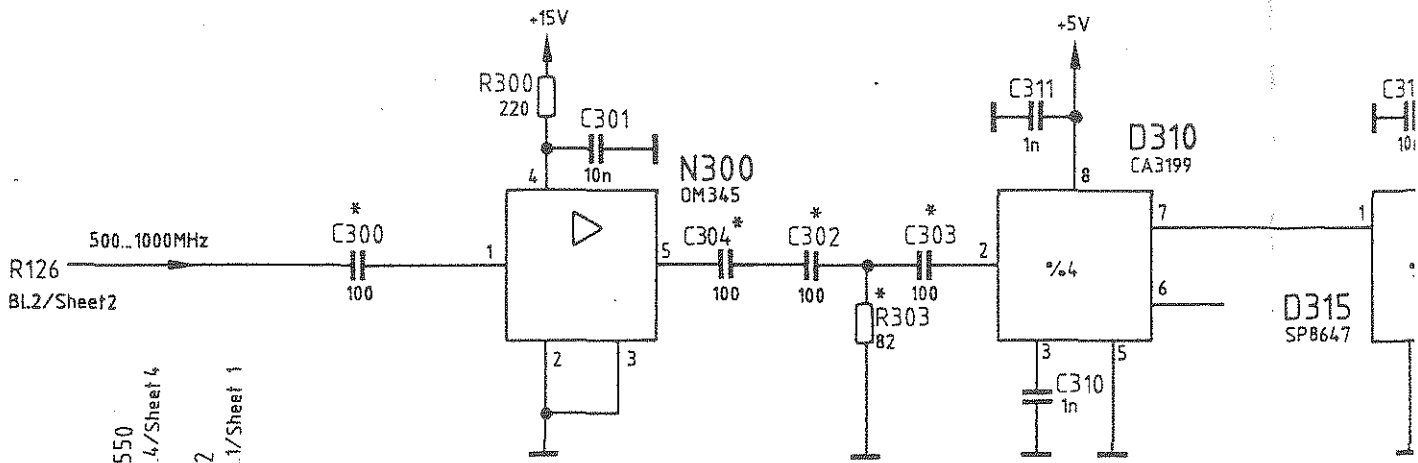 +15V
+5V
R300
220
C301
10n
4
N300
OM345
C311
1n
8
D310
CA3199
C31
500...1000MHz
R126
BL2/Sheet2
*
C300
100
1
5
C304*
100
*
C302
100
*
C303
100
2
*
R303
82
%4
7
6
1
D315
SP8647
2
3
3
5
C310
1n
550
.4/Sheet 4
2
.1/Sheet 1